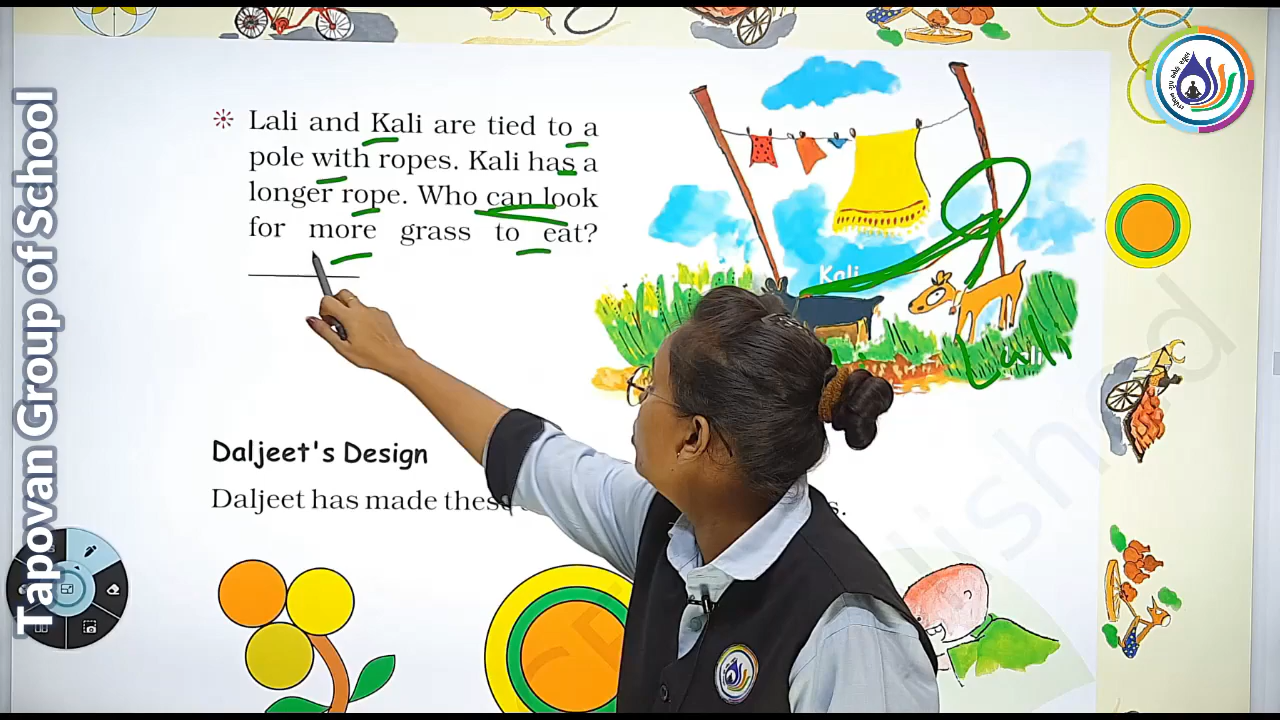 Tapovan Group of School
Lali and Kali are tied to a
pole with ropes. Kali has a
longer rope. Who can look
for more grass to eat?
Kali
Lali
Daljeet's Design
Daljeet has made these